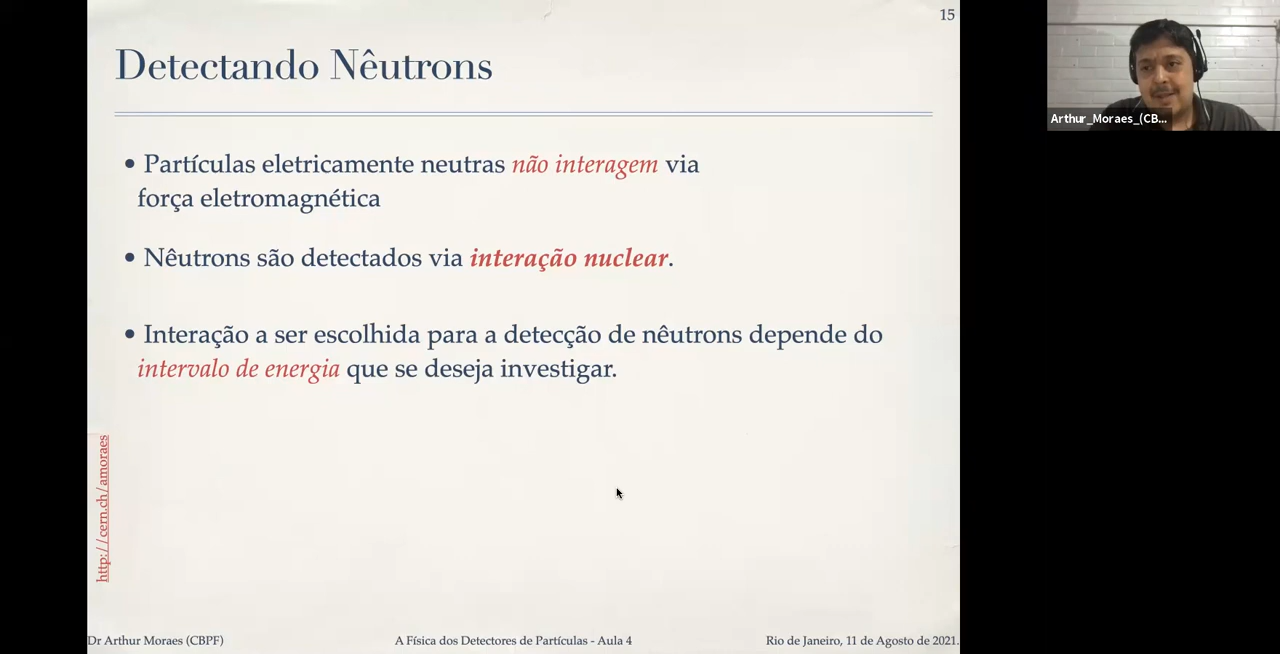 15
Detectando Nêutrons
• Partículas eletricamente neutras não interagem via
força eletromagnética
• Nêutrons são detectados via interação nuclear.
• Interação a ser escolhida para a detecção de nêutrons depende do
intervalo de energia que se deseja investigar.
http://cern.ch/amoraes
Dr Arthur Moraes (CBPF)
A Física dos Detectores de Partículas - Aula 4
Rio de Janeiro, 11 de Agosto de 2021.
Arthur_Moraes_(CB...